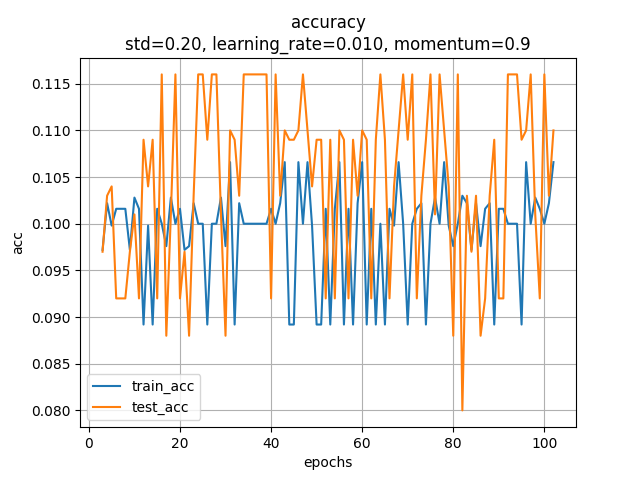 accuracy
std=0.20, learning_rate=0.010, momentum=0.9
0.115
0.110
0.105
0.100
0.095
0.090
0.085
0.080
acc
train_acc
test_acc
0 20 40 60 80 100
epochs